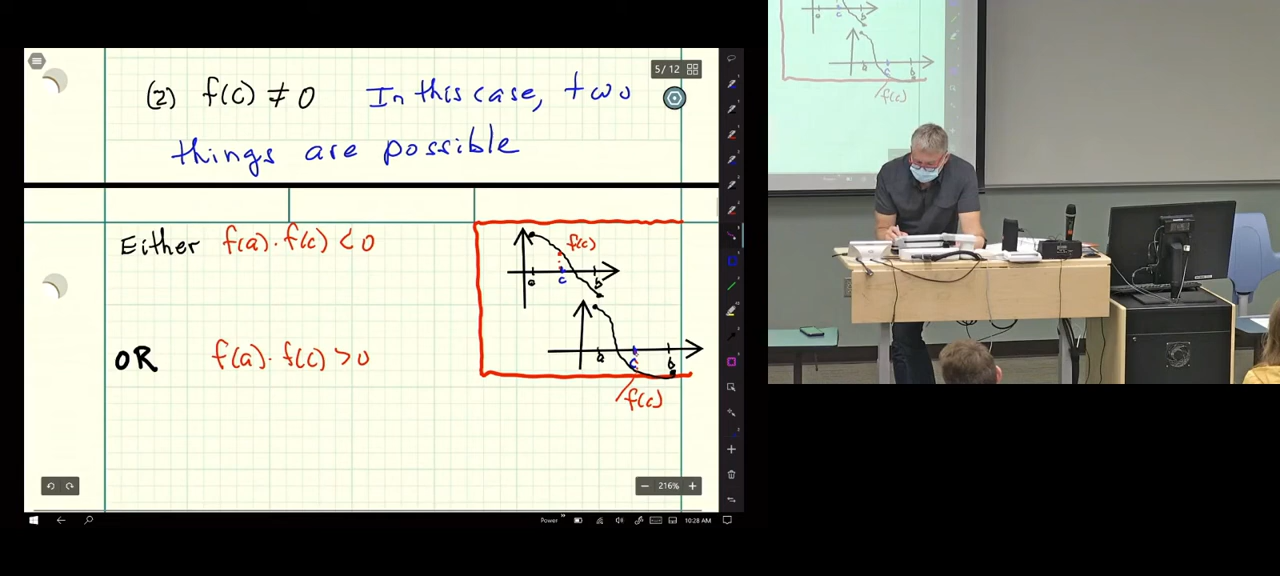 5/12
(2) f(c) ≠ 0 In this case, two
things are possible
Either f(a) · f(c) < 0
f(c)
a c b
OR f(a) · f(c) > 0
a c b
f(c)
216%
Power
10:28 AM
a c b
a c b
f(c)